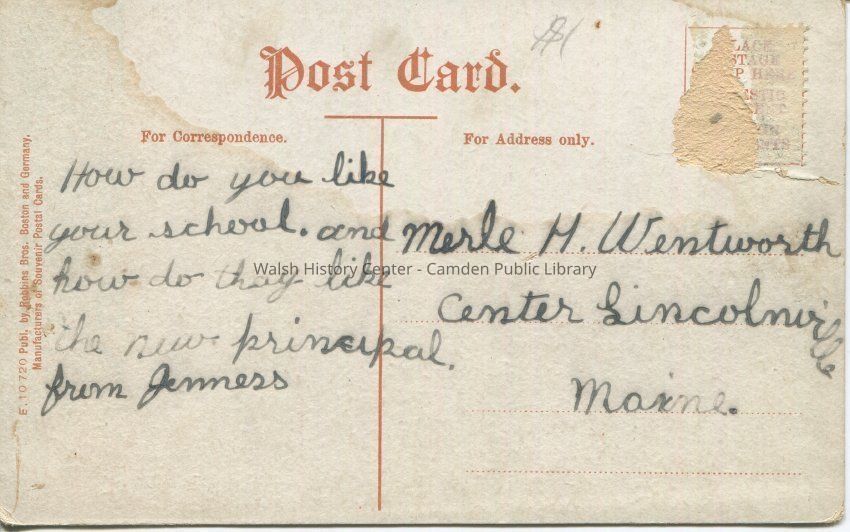 Post Card.
For Correspondence.
For Address only.
How do you like
your school. and
how do they like
the new principal.
from Jenness
Merle H. Wentworth
Center Lincolnville
Maine.
E. 10720 Publ. by Robbins Bros. Boston and Germany.
Manufacturers of Souvenir Postal Cards.
Walsh History Center - Camden Public Library